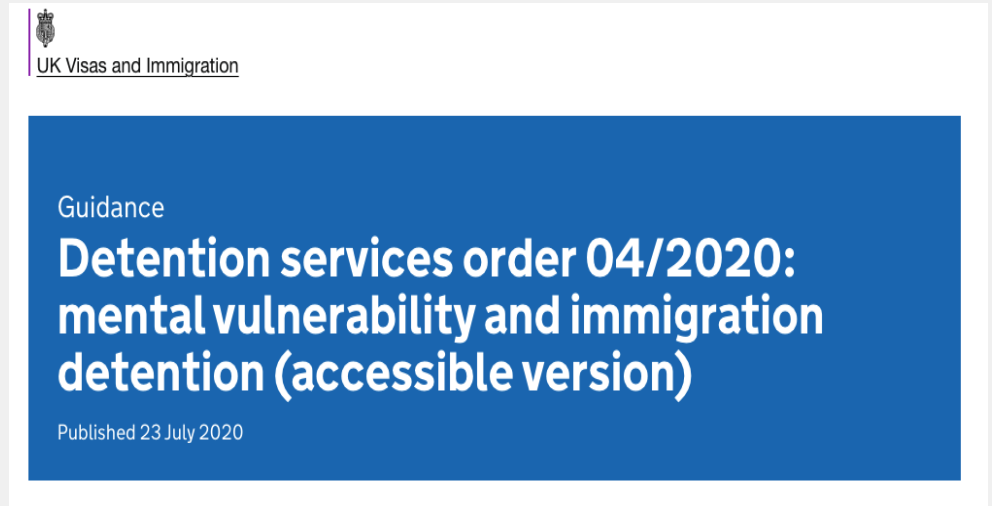 UK Visas and Immigration
Guidance
Detention services order 04/2020:
mental vulnerability and immigration
detention (accessible version)
Published 23 July 2020